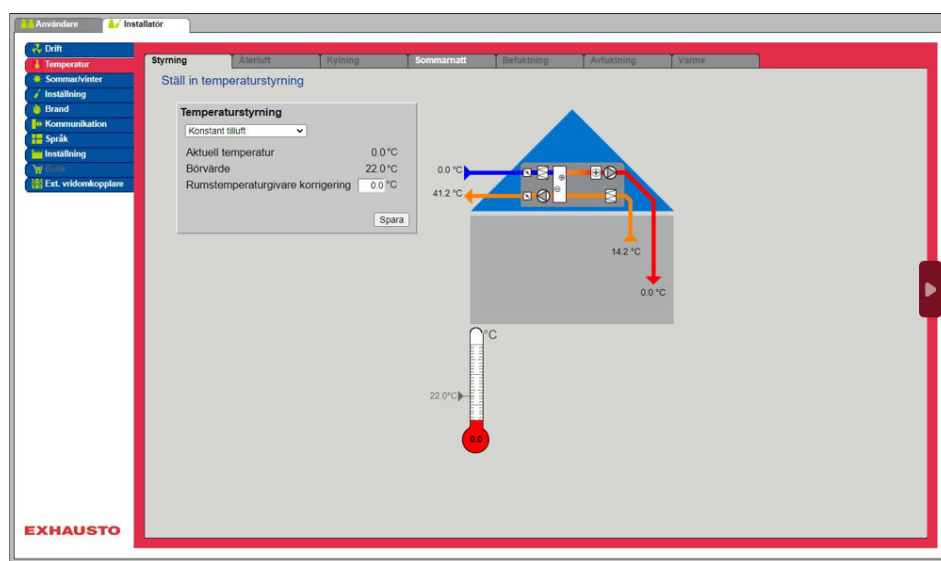 Användare
Installatör
Drift
Temperatur
Sommar/vinter
Inställning
Brand
Kommunikation
Språk
Inställning
Ext. vridomkopplare
Styrning
Återluft
Kylning
Sommarnatt
Befuktning
Avfuktning
Värme
Ställ in temperaturstyrning
Temperaturstyrning
Konstant tilluft
Aktuell temperatur 0.0 °C
Börvärde 22.0 °C
Rumstemperaturgivare korrigering 0.0 °C
Spara
0.0 °C
41.2 °C
14.2 °C
0.0 °C
°C
22.0°C
0.0
EXHAUSTO